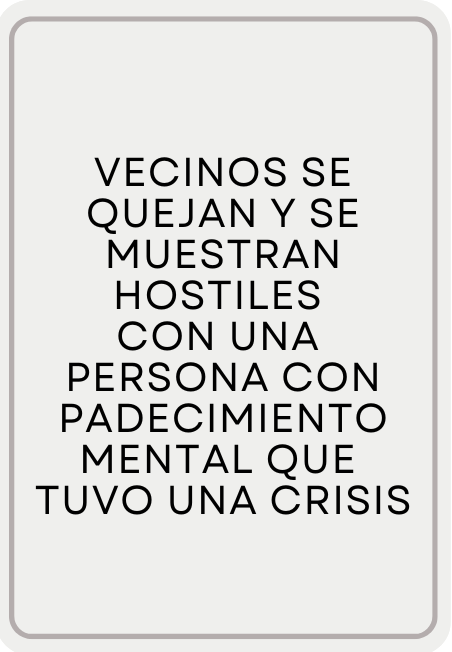 VECINOS SE
QUEJAN Y SE
MUESTRAN
HOSTILES
CON UNA
PERSONA CON
PADECIMIENTO
MENTAL QUE
TUVO UNA CRISIS